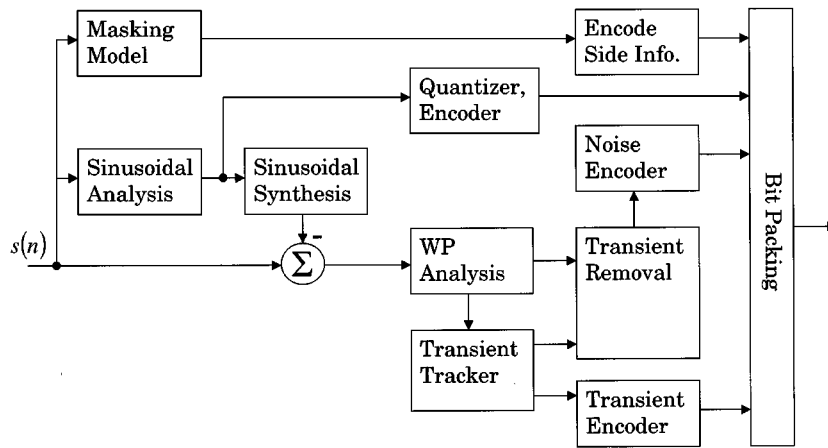 Masking
Model
Encode
Side Info.
Quantizer,
Encoder
Sinusoidal
Analysis
Sinusoidal
Synthesis
Noise
Encoder
s(n)
-
Σ
WP
Analysis
Transient
Removal
Transient
Tracker
Transient
Encoder
Bit Packing